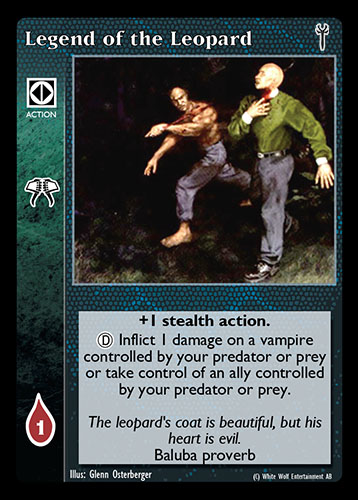 Legend of the Leopard
ACTION
+1 stealth action.
Ⓓ Inflict 1 damage on a vampire
controlled by your predator or prey
or take control of an ally controlled
by your predator or prey.
The leopard's coat is beautiful, but his
heart is evil.
Baluba proverb
1
Illus: Glenn Osterberger
(C) White Wolf Entertainment AB